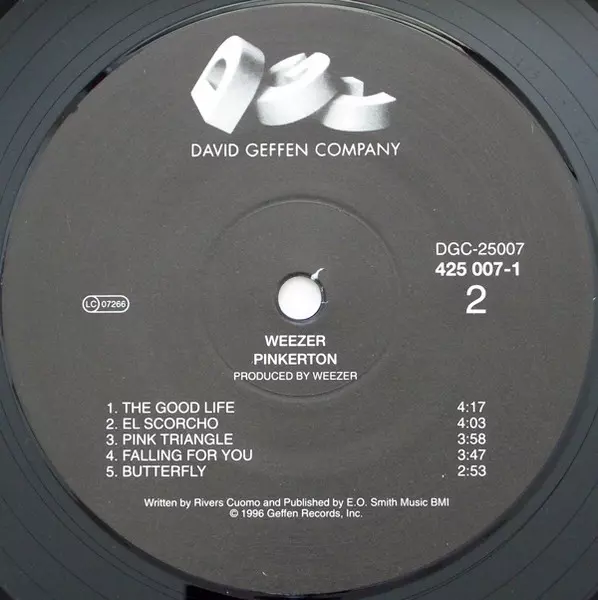 DGC
DAVID GEFFEN COMPANY
DGC-25007
425 007-1
LC 07266
2
WEEZER
PINKERTON
PRODUCED BY WEEZER
1. THE GOOD LIFE 4:17
2. EL SCORCHO 4:03
3. PINK TRIANGLE 3:58
4. FALLING FOR YOU 3:47
5. BUTTERFLY 2:53
Written by Rivers Cuomo and Published by E.O. Smith Music BMI
© 1996 Geffen Records, Inc.